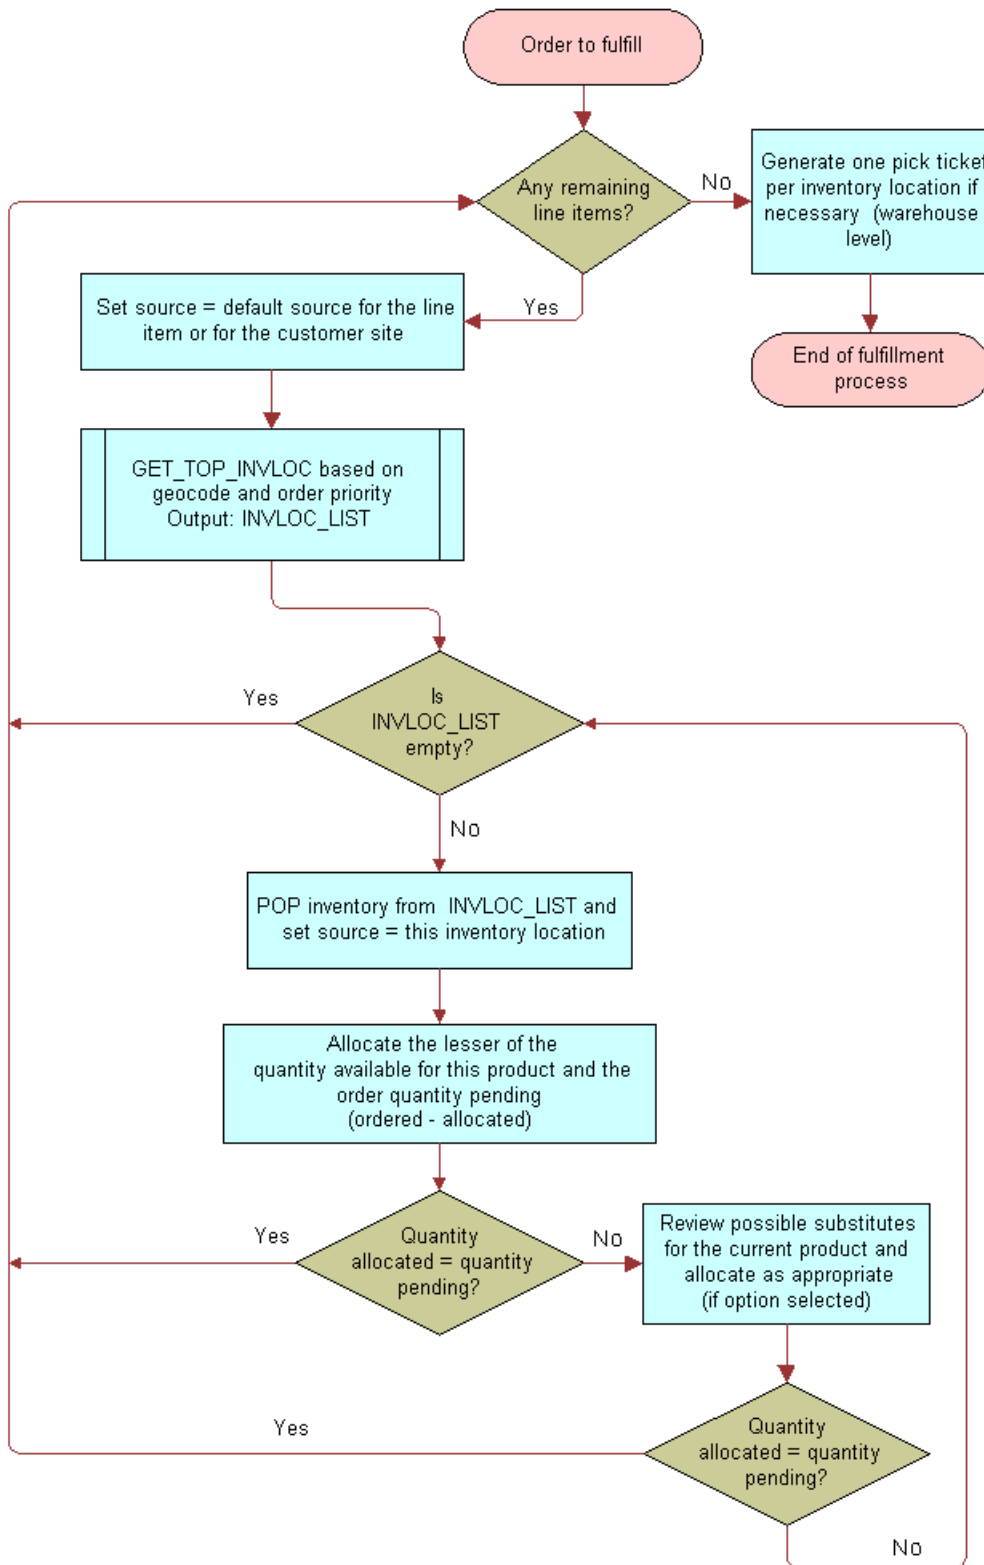 Order to fulfill
Any remaining
line items?
No
Generate one pick ticket
per inventory location if
necessary (warehouse
level)
Yes
Set source = default source for the line
item or for the customer site
End of fulfillment
process
GET_TOP_INVLOC based on
geocode and order priority
Output: INVLOC_LIST
Yes
Is
INVLOC_LIST
empty?
No
POP inventory from INVLOC_LIST and
set source = this inventory location
Allocate the lesser of the
quantity available for this product and the
order quantity pending
(ordered - allocated)
Yes
Quantity
allocated = quantity
pending?
No
Review possible substitutes
for the current product and
allocate as appropriate
(if option selected)
Yes
Quantity
allocated = quantity
pending?
No